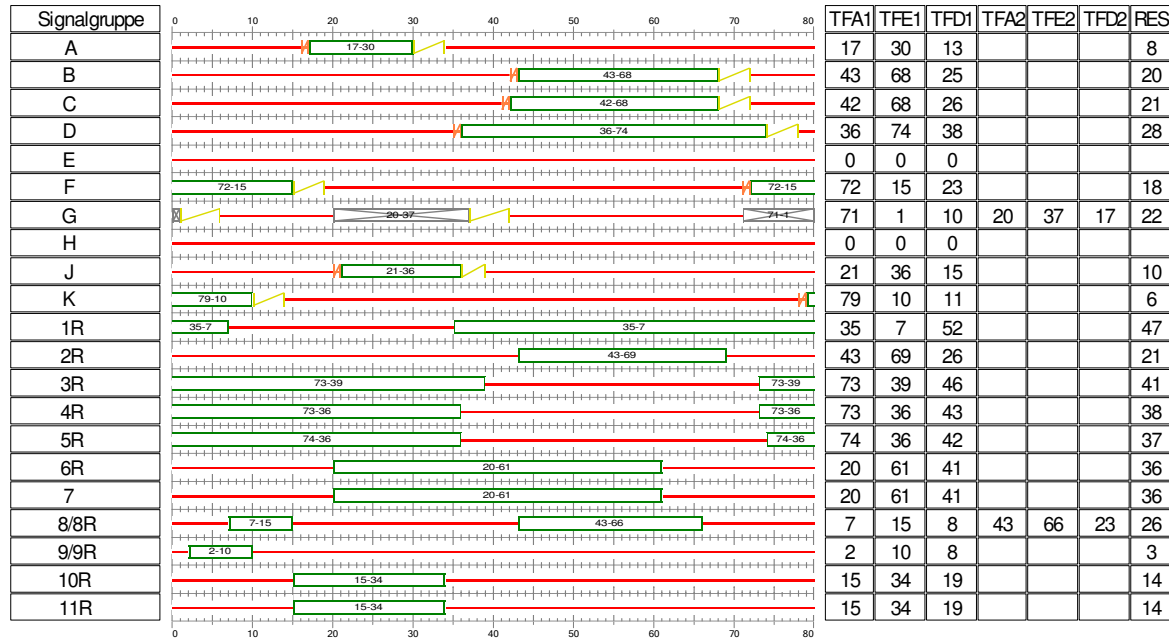 Signalgruppe 0 10 20 30 40 50 60 70 80 TFA1 TFE1 TFD1 TFA2 TFE2 TFD2 RES
A 17-30 17 30 13 8
B 43-68 43 68 25 20
C 42-68 42 68 26 21
D 36-74 36 74 38 28
E 0 0 0
F 72-15 72-15 72 15 23 18
G 20-37 71-1 71 1 10 20 37 17 22
H 0 0 0
J 21-36 21 36 15 10
K 79-10 79 10 11 6
1R 35-7 35-7 35 7 52 47
2R 43-69 43 69 26 21
3R 73-39 73-39 73 39 46 41
4R 73-36 73-36 73 36 43 38
5R 74-36 74-36 74 36 42 37
6R 20-61 20 61 41 36
7 20-61 20 61 41 36
8/8R 7-15 43-66 7 15 8 43 66 23 26
9/9R 2-10 2 10 8 3
10R 15-34 15 34 19 14
11R 15-34 15 34 19 14
0 10 20 30 40 50 60 70 80